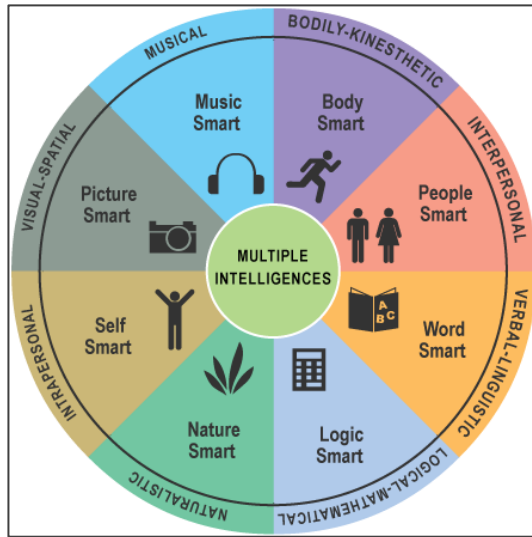 MUSICAL
BODILY-KINESTHETIC
INTERPERSONAL
VERBAL-LINGUISTIC
LOGICAL-MATHEMATICAL
NATURALISTIC
INTRAPERSONAL
VISUAL-SPATIAL
Music
Smart
Body
Smart
People
Smart
Word
Smart
Logic
Smart
Nature
Smart
Self
Smart
Picture
Smart
A
B C
MULTIPLE
INTELLIGENCES